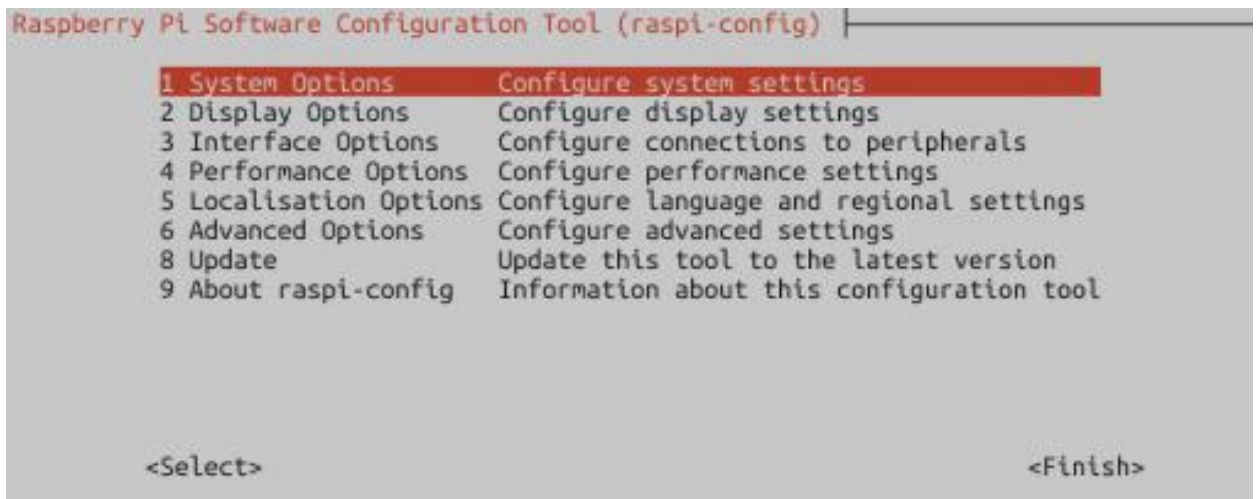 Raspberry Pi Software Configuration Tool (raspi-config)
1 System Options Configure system settings
2 Display Options Configure display settings
3 Interface Options Configure connections to peripherals
4 Performance Options Configure performance settings
5 Localisation Options Configure language and regional settings
6 Advanced Options Configure advanced settings
8 Update Update this tool to the latest version
9 About raspi-config Information about this configuration tool
<Select> <Finish>